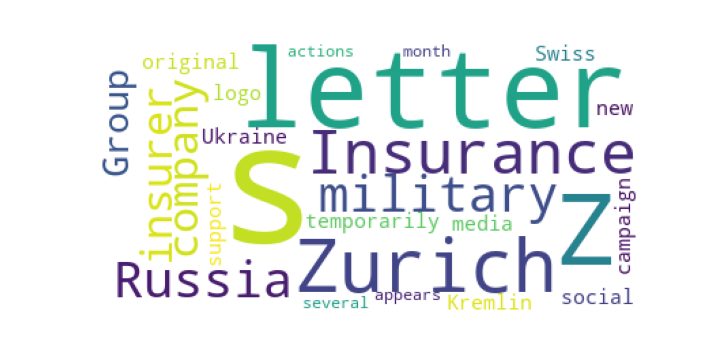 actions
month
Swiss
original
letter
logo
new
Group
insurer
company
Ukraine
Insurance
S
military
Z
support
temporarily
media
campaign
Russia
Zurich
several
appears
Kremlin
social